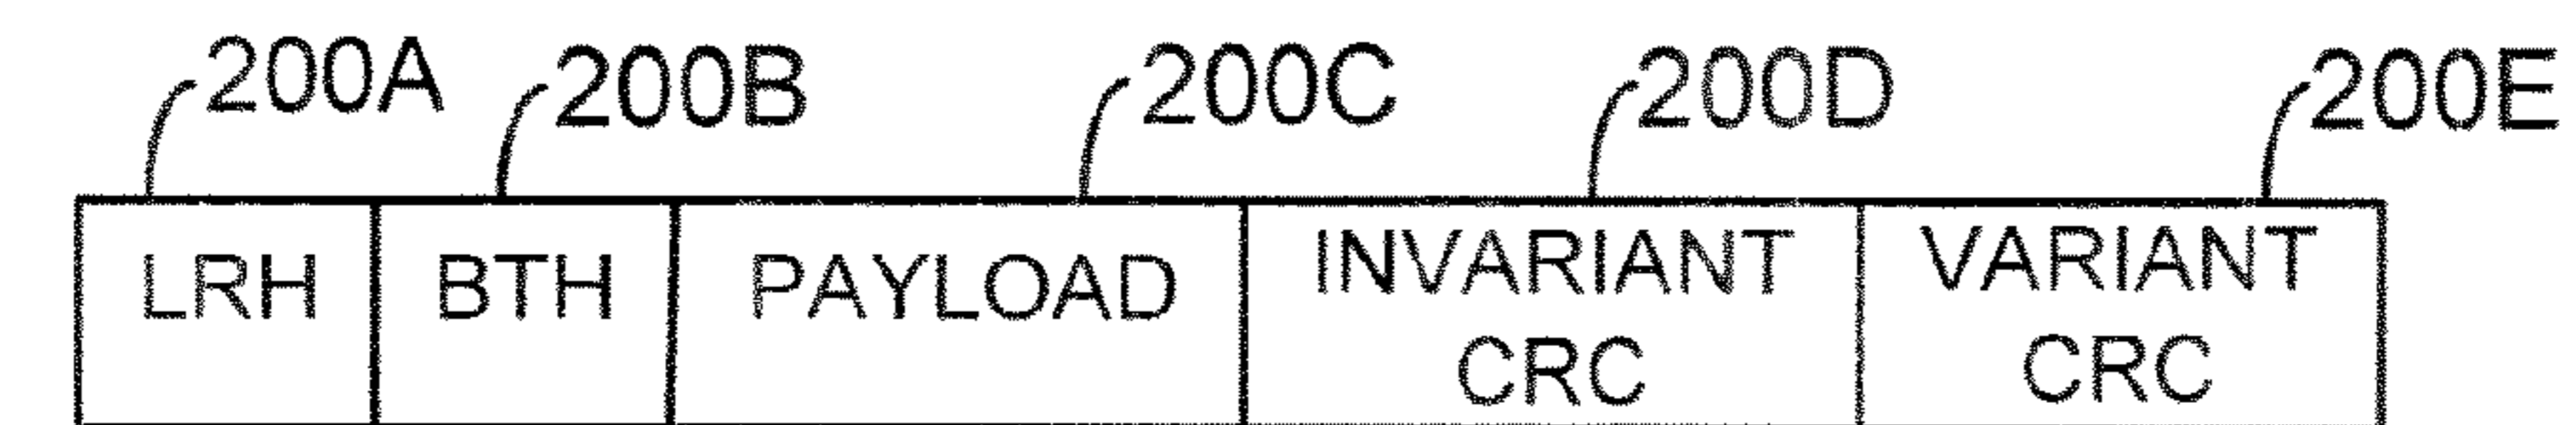 200A 200B 200C 200D 200E
LRH BTH PAYLOAD INVARIANT CRC VARIANT CRC